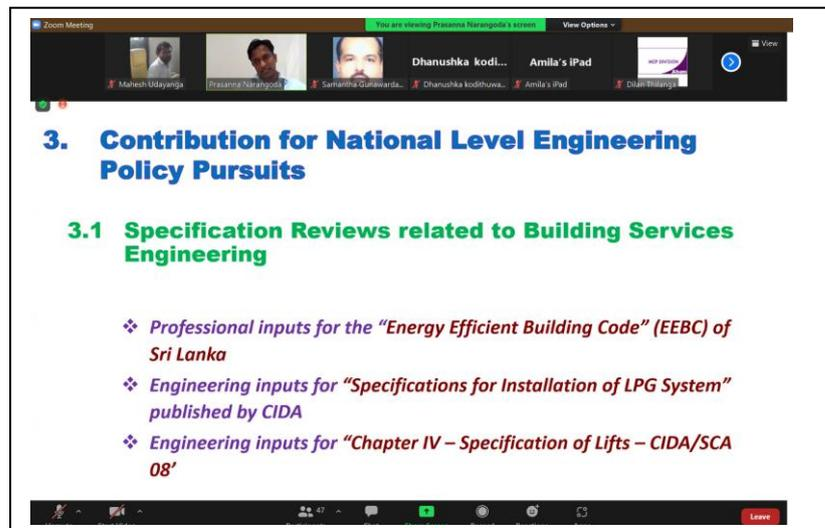 Zoom Meeting
You are viewing Prasanna Narangoda's screen
View Options
View
Dhanushka kodi...
Amila's iPad
MEP DIVISION
Mahesh Udayanga
Prasanna Narangoda
Samantha Gunawarda...
Dhanushka kodithuwa...
Amila's iPad
Dilan Thilanga
3. Contribution for National Level Engineering
Policy Pursuits
3.1 Specification Reviews related to Building Services
Engineering
❖ Professional inputs for the “Energy Efficient Building Code” (EEBC) of
Sri Lanka
❖ Engineering inputs for “Specifications for Installation of LPG System”
published by CIDA
❖ Engineering inputs for “Chapter IV – Specification of Lifts – CIDA/SCA
08’
47
Leave